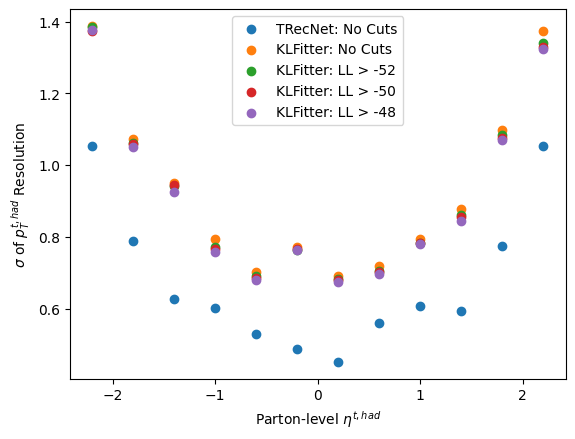 TRecNet: No Cuts
KLFitter: No Cuts
KLFitter: LL > -52
KLFitter: LL > -50
KLFitter: LL > -48
1.4
1.2
1.0
0.8
0.6
σ of p_T^{t,had} Resolution
−2 −1 0 1 2
Parton-level η^{t,had}